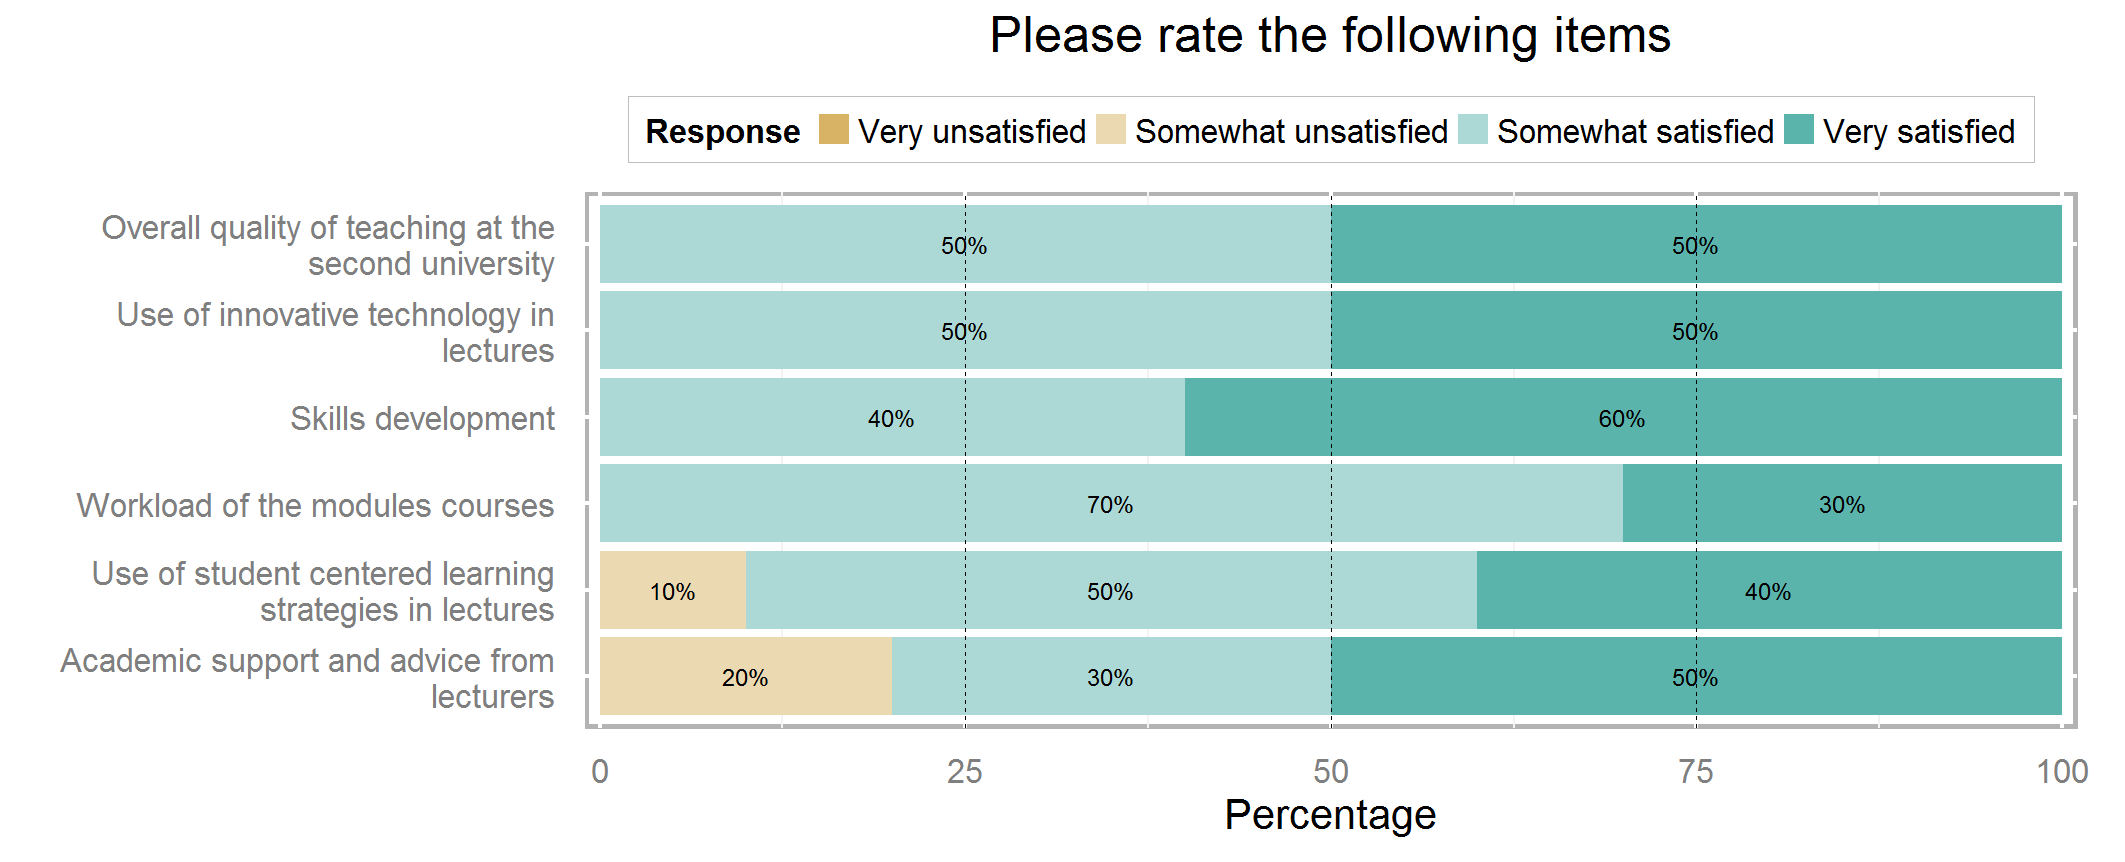 Please rate the following items
Response Very unsatisfied Somewhat unsatisfied Somewhat satisfied Very satisfied
Overall quality of teaching at the
second university
50% 50%
Use of innovative technology in
lectures
50% 50%
Skills development 40% 60%
Workload of the modules courses 70% 30%
Use of student centered learning
strategies in lectures
10% 50% 40%
Academic support and advice from
lecturers
20% 30% 50%
0 25 50 75 100
Percentage